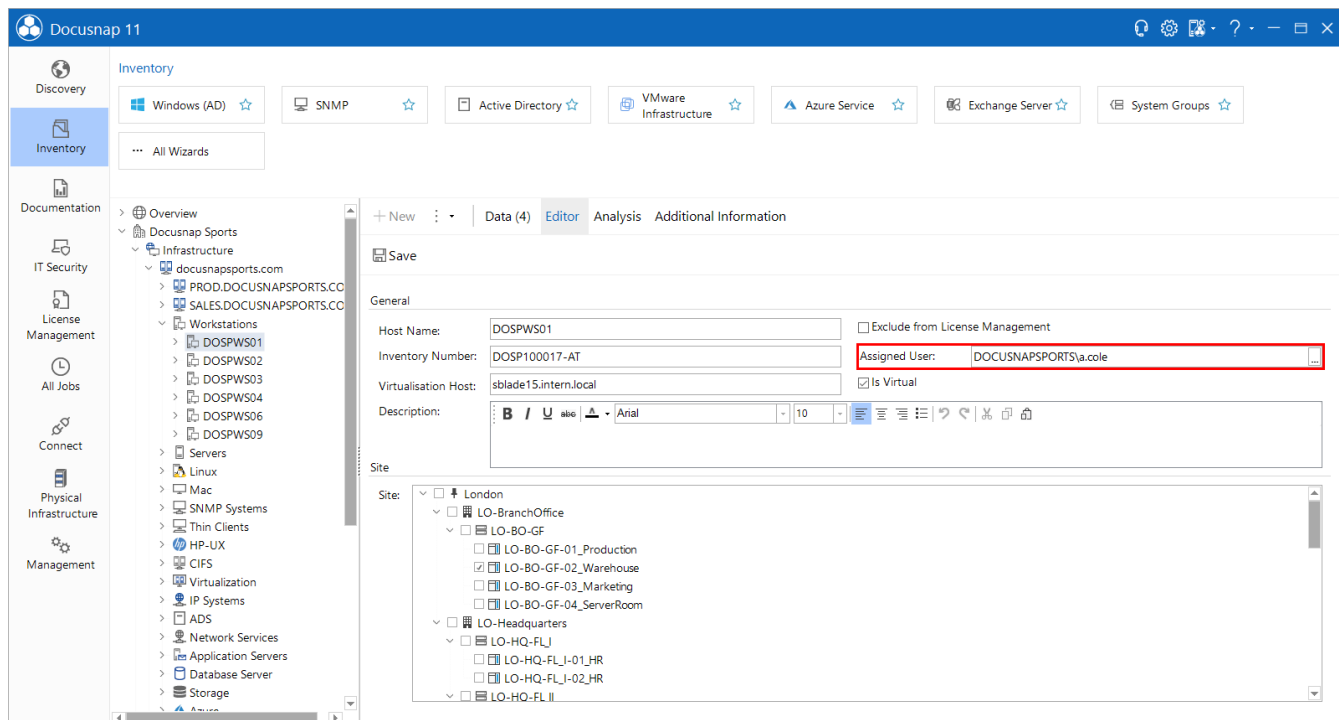 Docusnap 11
?
Discovery
Inventory
Documentation
IT Security
License
Management
All Jobs
Connect
Physical
Infrastructure
Management
Inventory
Windows (AD)
SNMP
Active Directory
VMware
Infrastructure
Azure Service
Exchange Server
System Groups
All Wizards
Overview
Docusnap Sports
Infrastructure
docusnapsports.com
PROD.DOCUSNAPSPORTS.CO
SALES.DOCUSNAPSPORTS.CO
Workstations
DOSPWS01
DOSPWS02
DOSPWS03
DOSPWS04
DOSPWS06
DOSPWS09
Servers
Linux
Mac
SNMP Systems
Thin Clients
HP-UX
CIFS
Virtualization
IP Systems
ADS
Network Services
Application Servers
Database Server
Storage
Azure
New Data (4) Editor Analysis Additional Information
Save
General
Host Name: DOSPWS01 Exclude from License Management
Inventory Number: DOSP100017-AT Assigned User: DOCUSNAPSPORTS\a.cole ...
Virtualisation Host: sblade15.intern.local Is Virtual
Description: B I U abc A Arial 10
Site
Site: London
LO-BranchOffice
LO-BO-GF
LO-BO-GF-01_Production
LO-BO-GF-02_Warehouse
LO-BO-GF-03_Marketing
LO-BO-GF-04_ServerRoom
LO-Headquarters
LO-HQ-FL_I
LO-HQ-FL_I-01_HR
LO-HQ-FL_I-02_HR
LO-HQ-FL_II